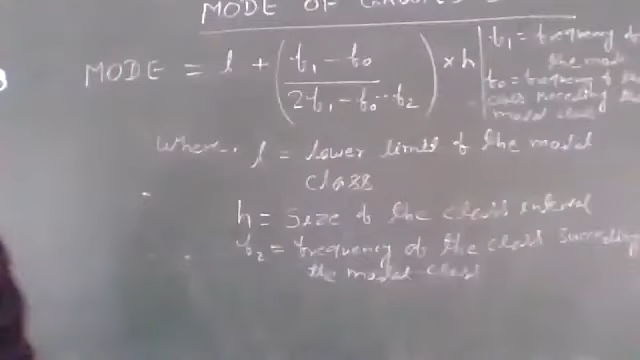 MODE OF
MODE = l + ( f1 - f0 / 2f1 - f0 - f2 ) × h
f1 = frequency of
the
f0 = frequency of
class preceding the
modal class
Where. l = lower limit of the modal
class
h = Size of the class interval
f2 = frequency of the class succeeding
the modal class